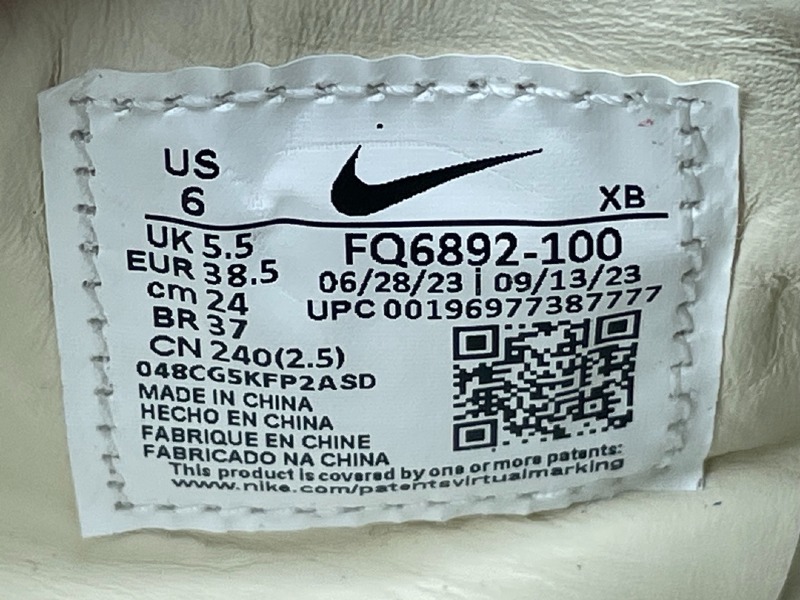 US
6
XB
UK 5.5
EUR 38.5
cm 24
BR 37
CN 240(2.5)
FQ6892-100
06/28/23 | 09/13/23
UPC 00196977387777
048CG5KFP2ASD
MADE IN CHINA
HECHO EN CHINA
FABRIQUE EN CHINE
FABRICADO NA CHINA
This product is covered by one or more patents:
www.nike.com/patentsvirtualmarking